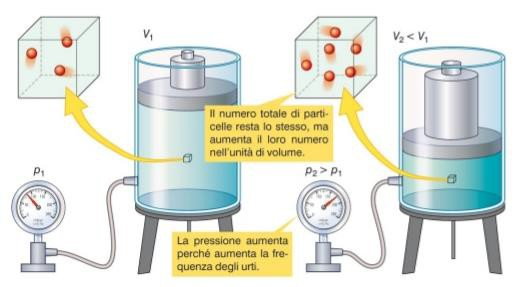 V1
V2 < V1
Il numero totale di parti-
celle resta lo stesso, ma
aumenta il loro numero
nell'unità di volume.
p1
p2 > p1
La pressione aumenta
perché aumenta la fre-
quenza degli urti.